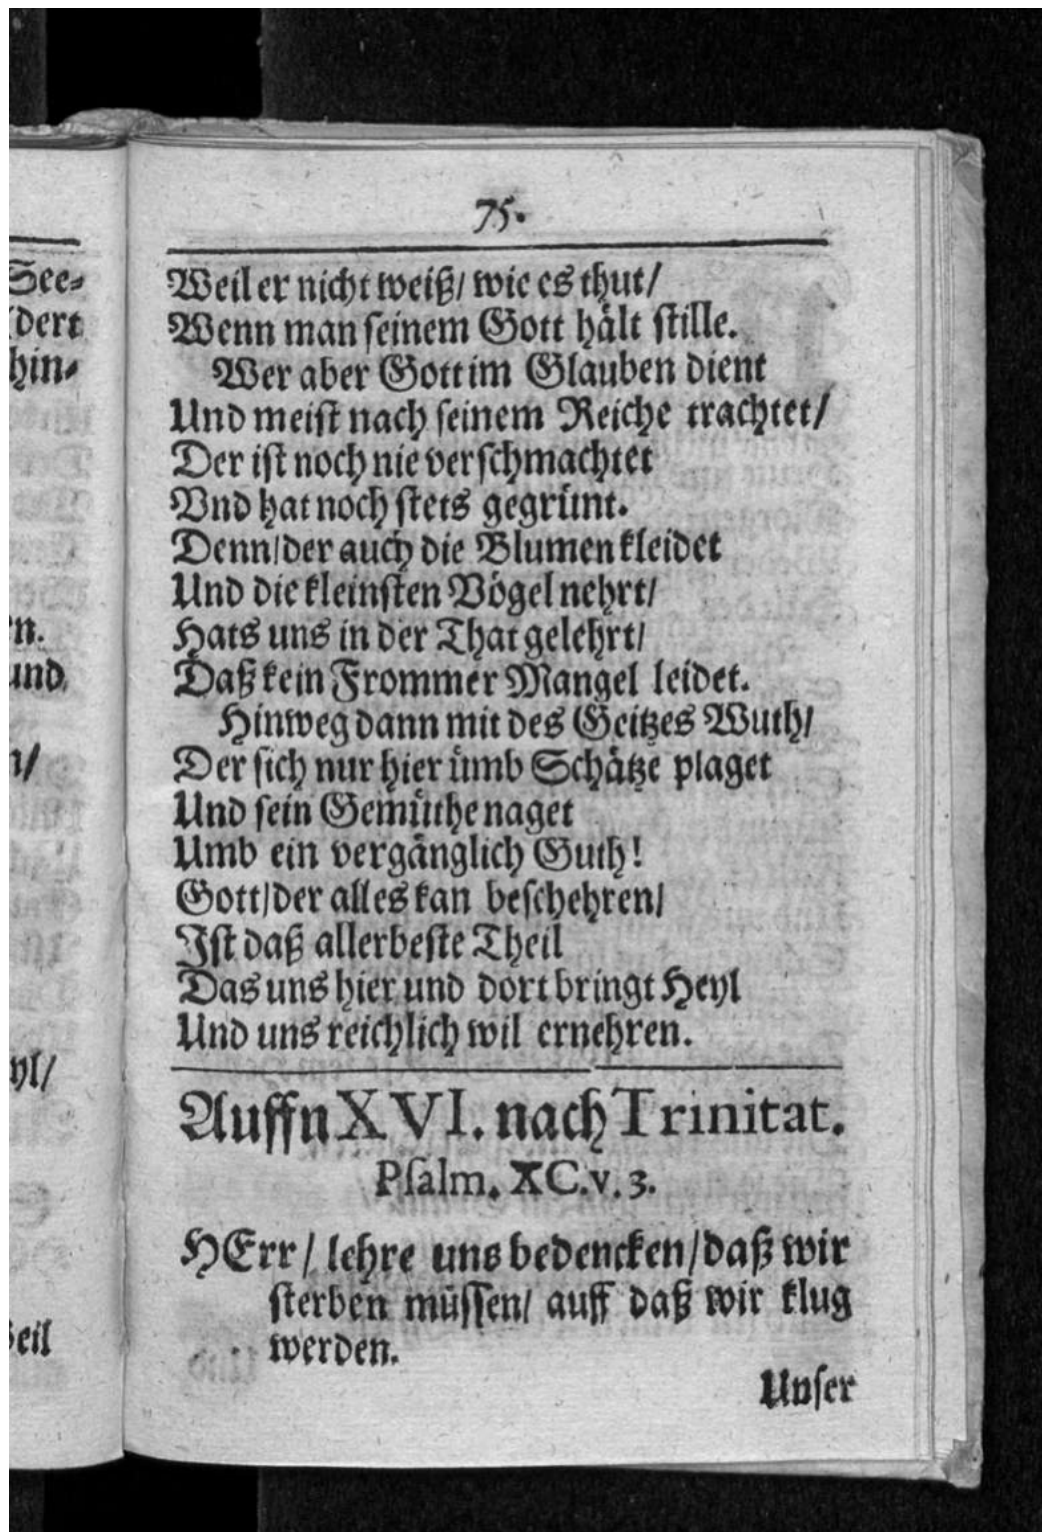 75.
Weil er nicht weiß/ wie es thut/
Wenn man seinem Gott hält stille.
Wer aber Gott im Glauben dient
Und meist nach seinem Reiche trachtet/
Der ist noch nie verschmachtet
Vnd hat noch stets gegrünt.
Denn/der auch die Blumen kleidet
Und die kleinsten Vögel nehrt/
Hats uns in der That gelehrt/
Daß kein Frommer Mangel leidet.
Hinweg dann mit des Geitzes Wuth/
Der sich nur hier ümb Schätze plaget
Und sein Gemüthe naget
Umb ein vergänglich Guth!
Gott/der alles kan beschehren/
Ist daß allerbeste Theil
Das uns hier und dort bringt Heyl
Und uns reichlich wil ernehren.
Auffn XVI. nach Trinitat.
Psalm. XC. v. 3.
HErr/ lehre uns bedencken/daß wir
sterben müssen/ auff daß wir klug
werden.
Unser
See-
dert
hin-
n.
und
n/
yl/
eil